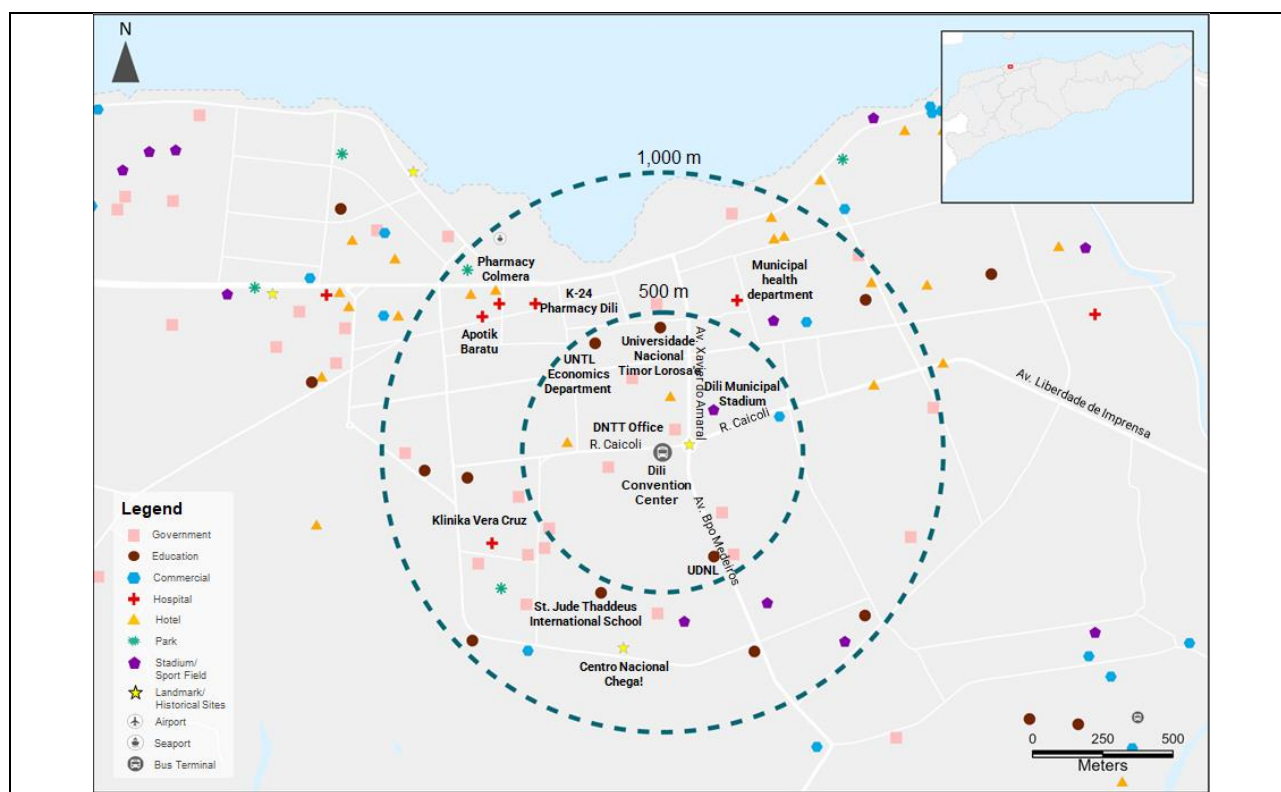 N
1,000 m
Pharmacy
Colmera
Municipal
health
department
K-24
Pharmacy Dili
500 m
Apotik
Baratu
UNTL
Economics
Department
Universidade
Nacional
Timor Lorosa'e
Av. Xavier do Amaral
Dili Municipal
Stadium
R. Caicoli
Av. Liberdade de Imprensa
DNTT Office
R. Caicoli
Dili
Convention
Center
Av. Bpo Medeiros
Klinika Vera Cruz
UDNL
St. Jude Thaddeus
International School
Centro Nacional
Chega!
Legend
Government
Education
Commercial
Hospital
Hotel
Park
Stadium/
Sport Field
Landmark/
Historical Sites
Airport
Seaport
Bus Terminal
0 250 500
Meters